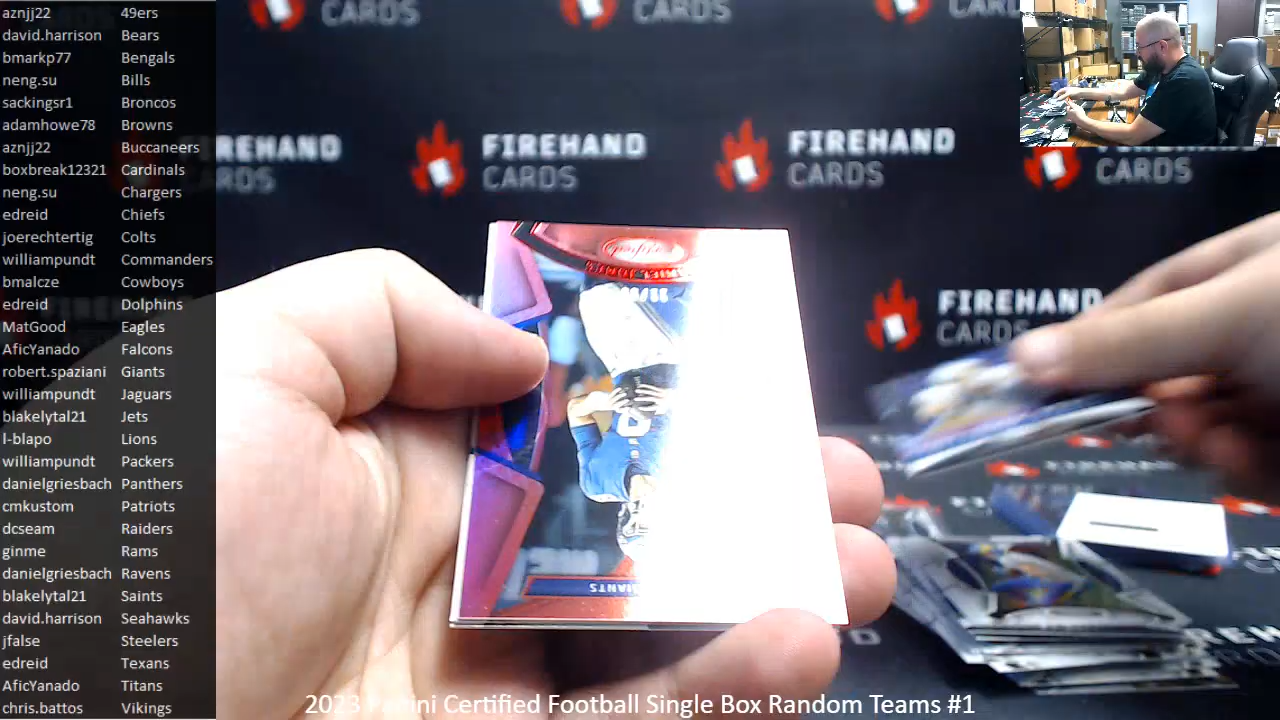 aznjj22 49ers
david.harrison Bears
bmarkp77 Bengals
neng.su Bills
sackingsr1 Broncos
adamhowe78 Browns
aznjj22 Buccaneers
boxbreak12321 Cardinals
neng.su Chargers
edreid Chiefs
joerechtertig Colts
williampundt Commanders
bmalcze Cowboys
edreid Dolphins
MatGood Eagles
AficYanado Falcons
robert.spaziani Giants
williampundt Jaguars
blakelytal21 Jets
l-blapo Lions
williampundt Packers
danielgriesbach Panthers
cmkustom Patriots
dcseam Raiders
ginme Rams
danielgriesbach Ravens
blakelytal21 Saints
david.harrison Seahawks
jfalse Steelers
edreid Texans
AficYanado Titans
chris.battos Vikings
CARDS
CARDS
CARDS
FIREHAND
CARDS
FIREHAND
CARDS
FIREHAND
CARDS
CARDS
FIREHAND
CARDS
2023 Panini Certified Football Single Box Random Teams #1